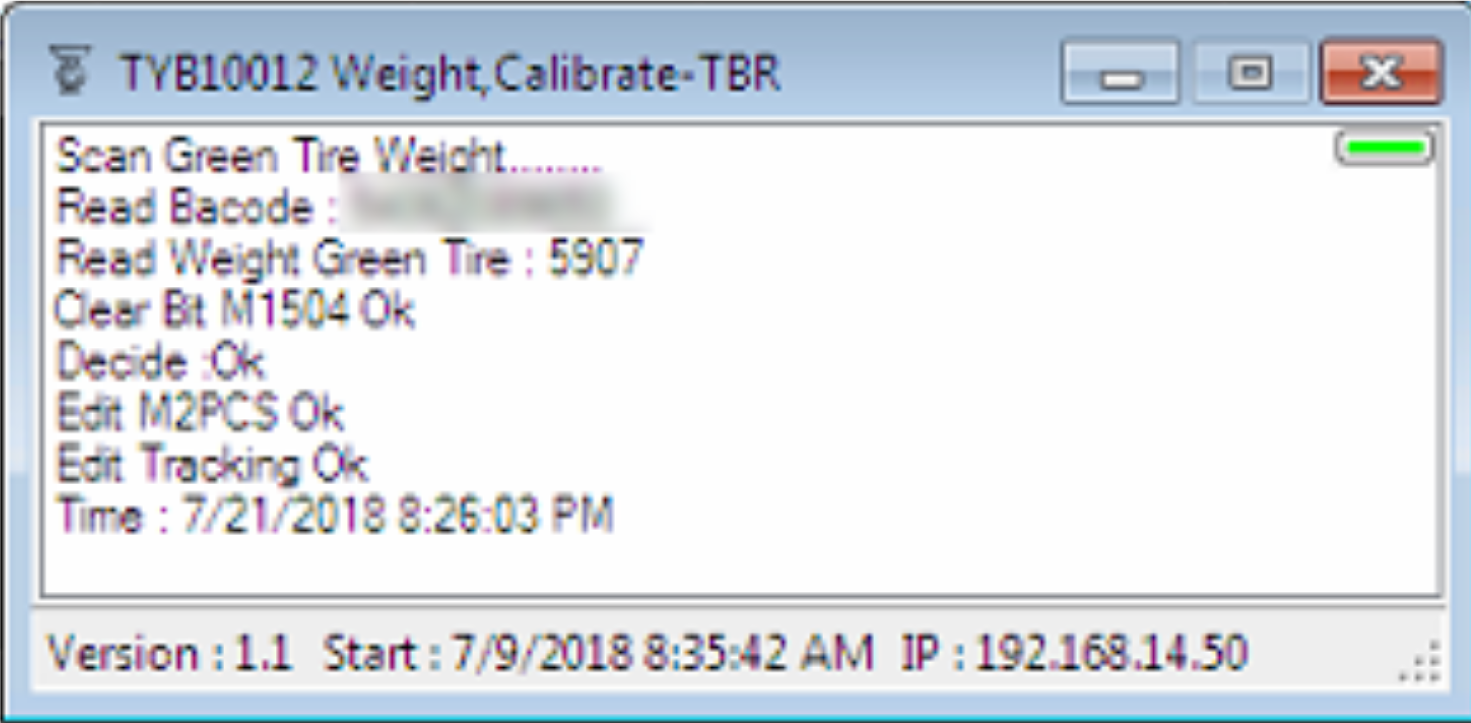 TYB10012 Weight,Calibrate-TBR
Scan Green Tire Weight........
Read Bacode :
Read Weight Green Tire : 5907
Clear Bit M1504 Ok
Decide :Ok
Edit M2PCS Ok
Edit Tracking Ok
Time : 7/21/2018 8:26:03 PM
Version : 1.1 Start : 7/9/2018 8:35:42 AM IP : 192.168.14.50